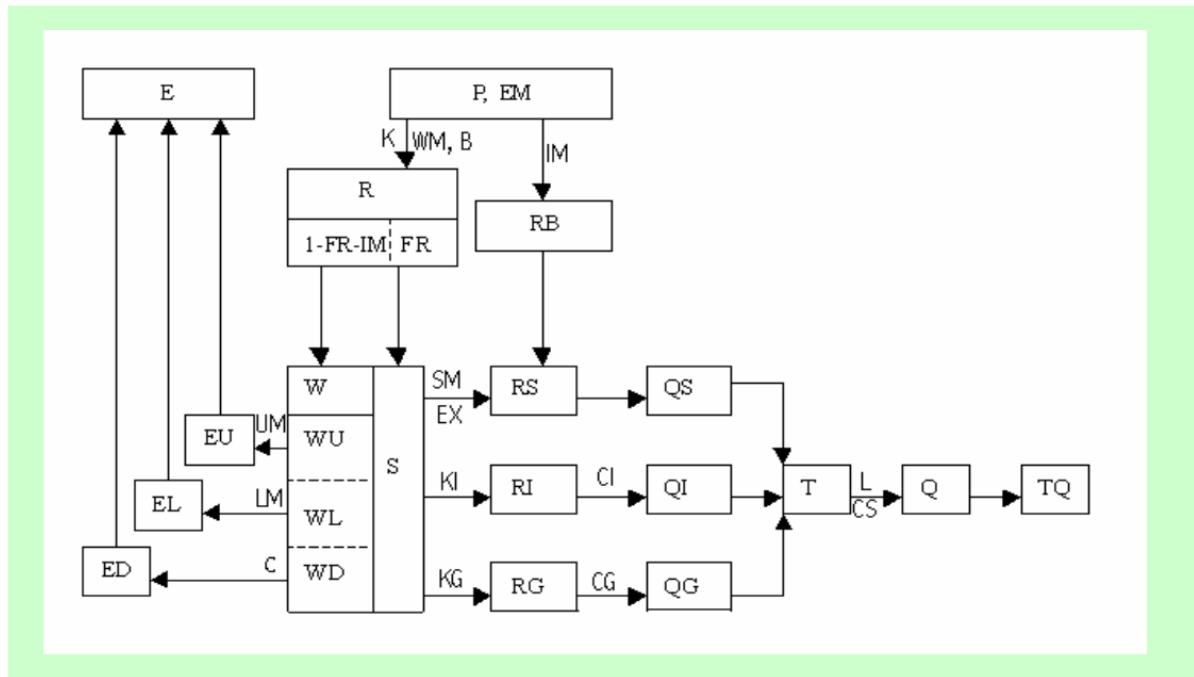 E
P, EM
K
WM, B
IM
R
RB
1-FR-IM
FR
W
SM
EX
RS
QS
UM
EU
WU
S
KI
RI
CI
QI
T
L
CS
Q
TQ
EL
LM
WL
ED
C
WD
KG
RG
CG
QG